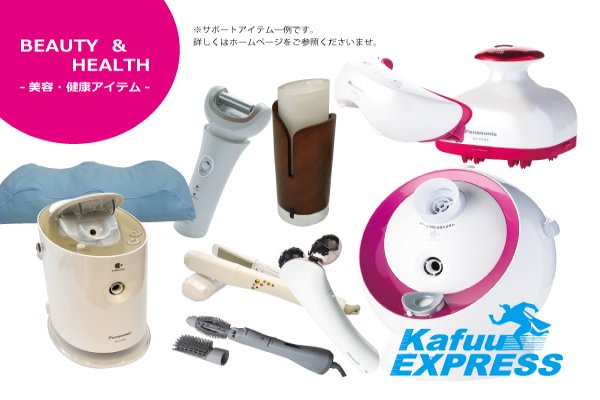 BEAUTY &
HEALTH
- 美容・健康アイテム -
※サポートアイテム一例です。
詳しくはホームページをご参照くださいませ。
Panasonic
Panasonic
Kafuu
EXPRESS